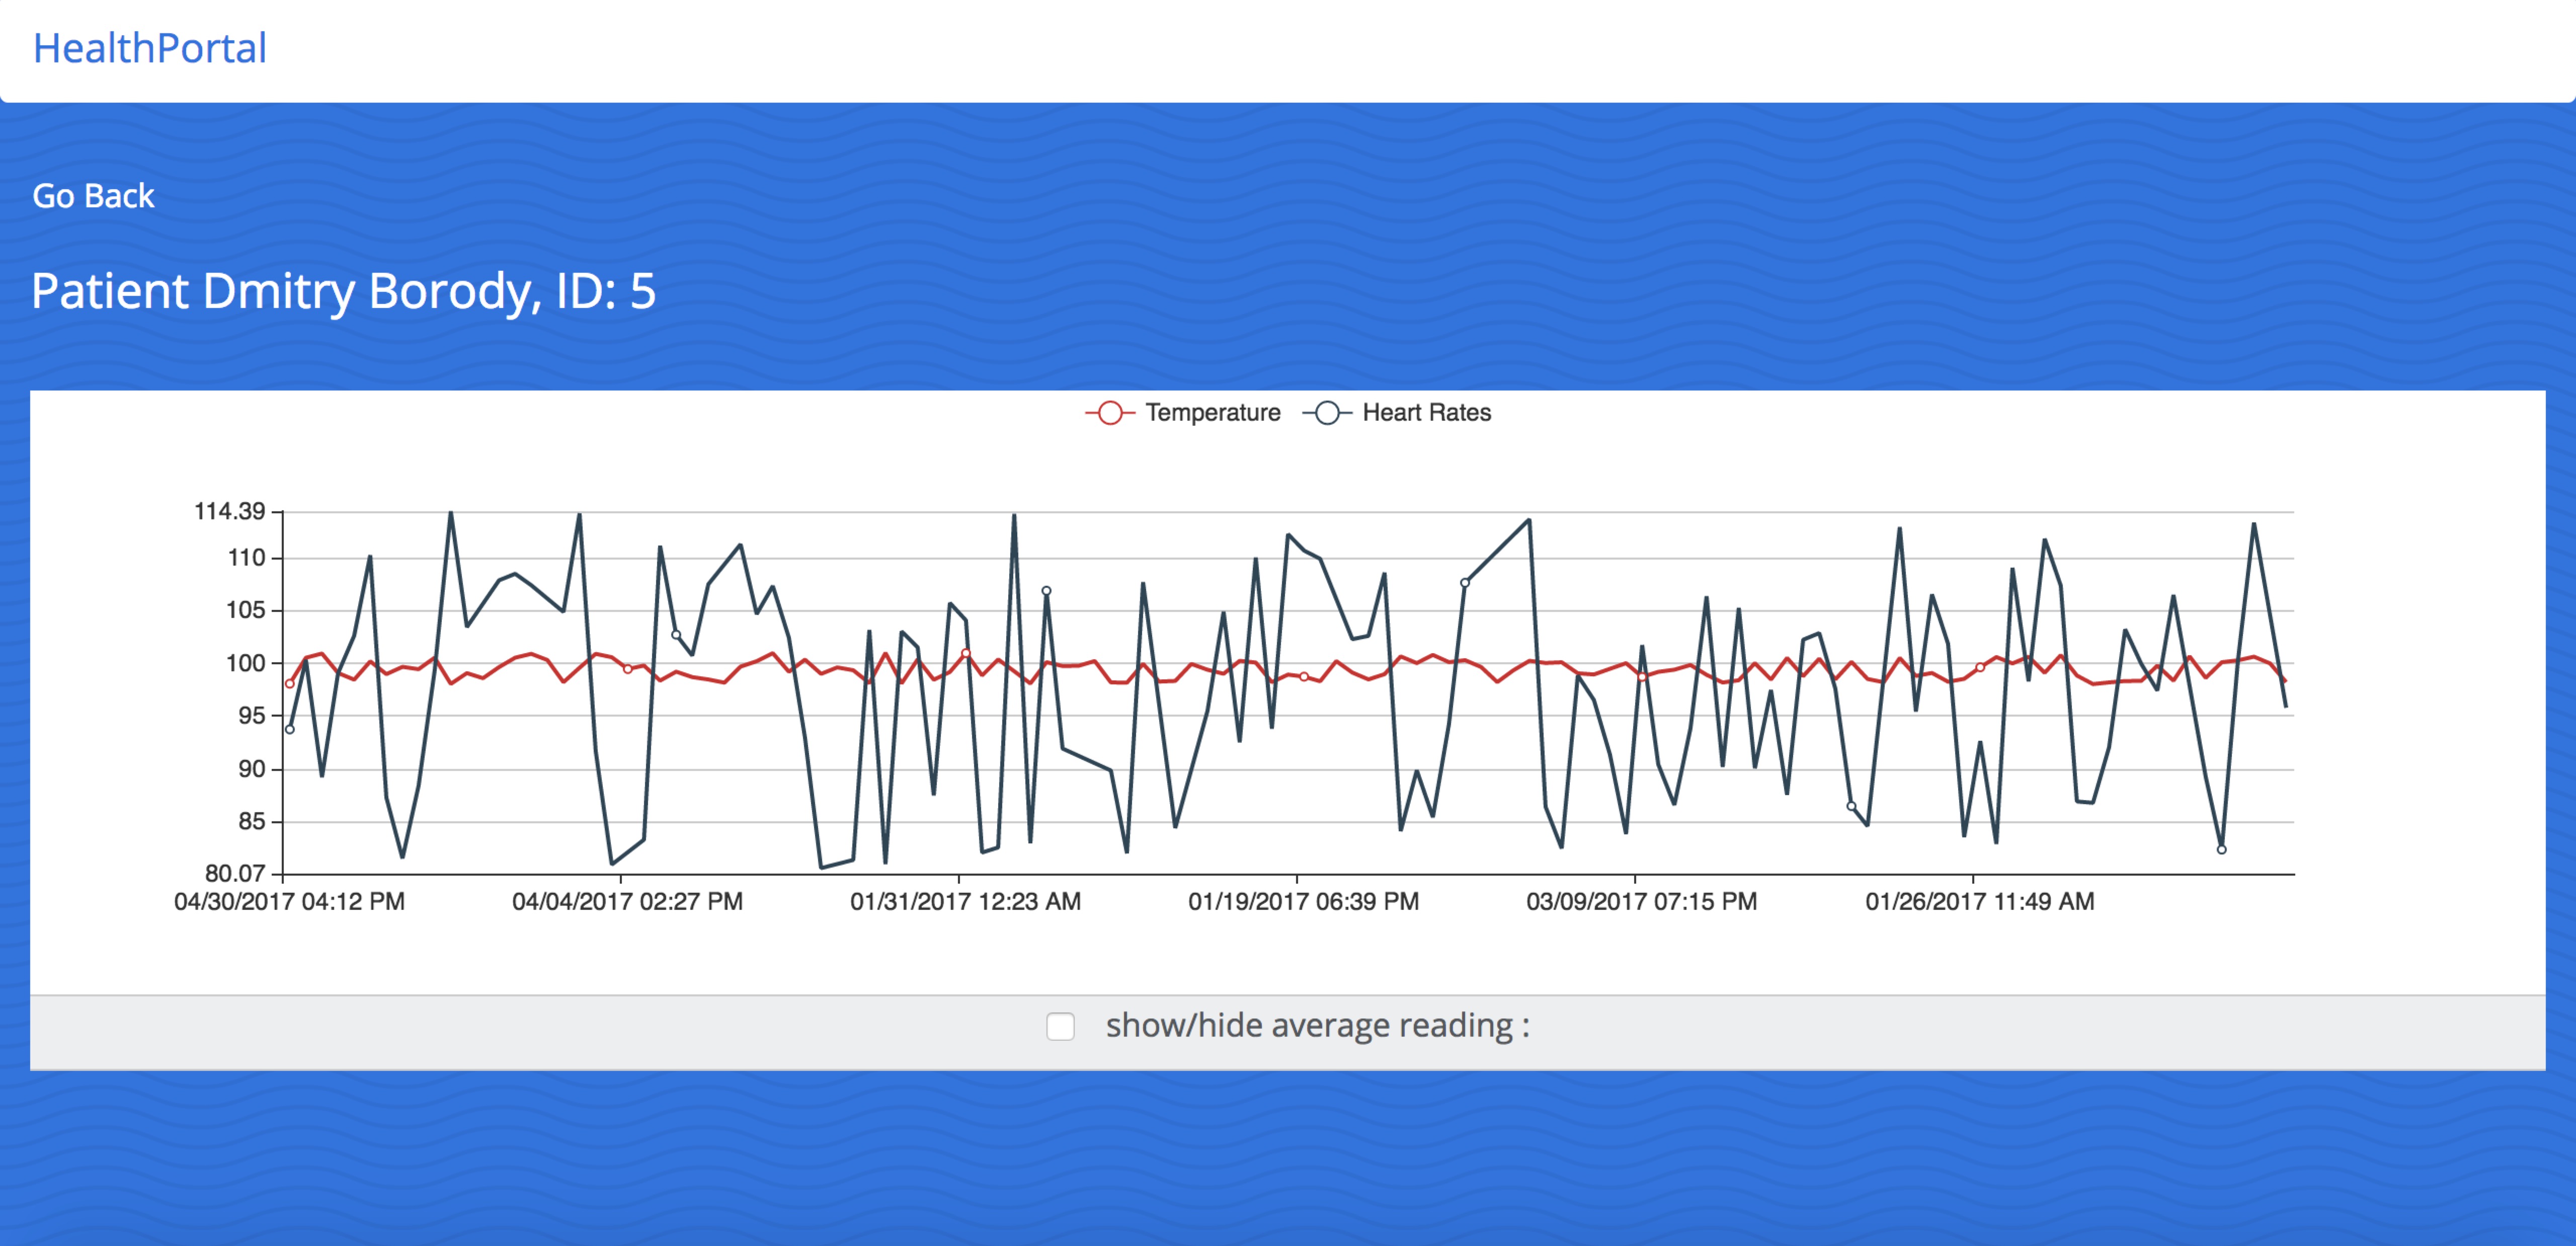 HealthPortal
Go Back
Patient Dmitry Borody, ID: 5
Temperature Heart Rates
114.39
110
105
100
95
90
85
80.07
04/30/2017 04:12 PM 04/04/2017 02:27 PM 01/31/2017 12:23 AM 01/19/2017 06:39 PM 03/09/2017 07:15 PM 01/26/2017 11:49 AM
show/hide average reading :